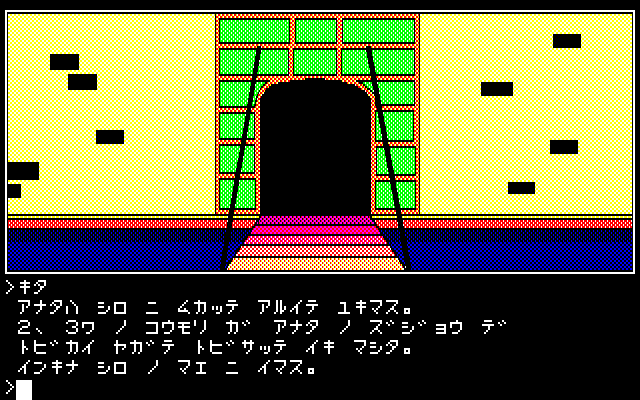 >キタ
アナタハ シロ ニ ムカッテ アルイテ ユキマス。
2、3ワ ノ コウモリ ガ アナタ ノ ズジョウ デ
トビカイ ヤガテ トビサッテ イキ マシタ。
インキナ シロ ノ マエ ニ イマス。
>